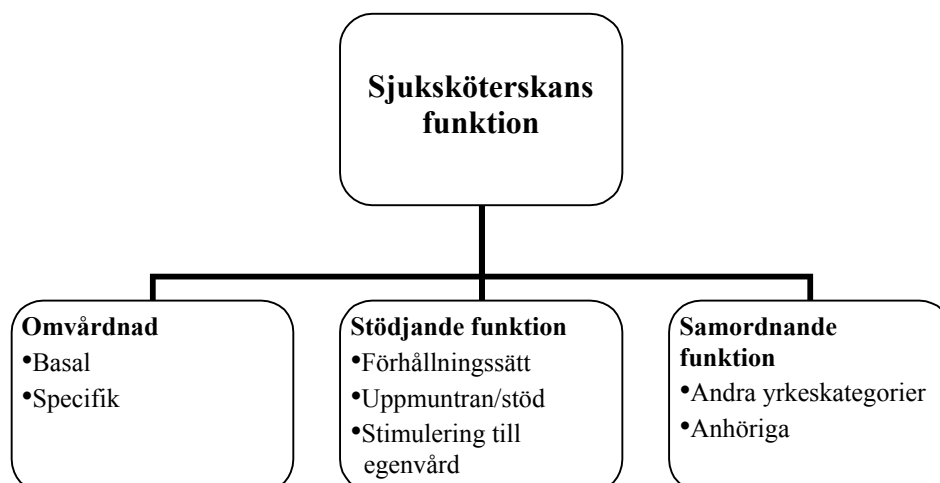 Sjuksköterskans
funktion
Omvårdnad
•Basal
•Specifik
Stödjande funktion
•Förhållningssätt
•Uppmuntran/stöd
•Stimulering till
egenvård
Samordnande
funktion
•Andra yrkeskategorier
•Anhöriga